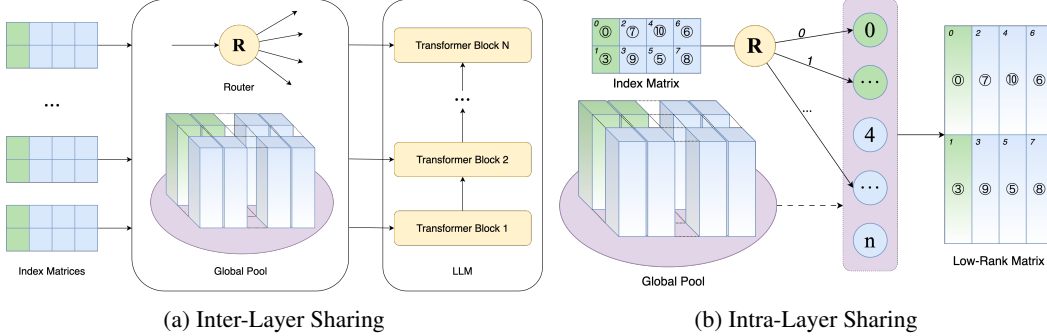 ...
Index Matrices
R
Router
Global Pool
Transformer Block N
...
Transformer Block 2
Transformer Block 1
LLM
(a) Inter-Layer Sharing
0 2 4 6
⓪ ⑦ ⑩ ⑥
1 3 5 7
③ ⑨ ⑤ ⑧
Index Matrix
R
0
1
...
Global Pool
0
...
4
...
n
0 2 4 6
⓪ ⑦ ⑩ ⑥
1 3 5 7
③ ⑨ ⑤ ⑧
Low-Rank Matrix
(b) Intra-Layer Sharing